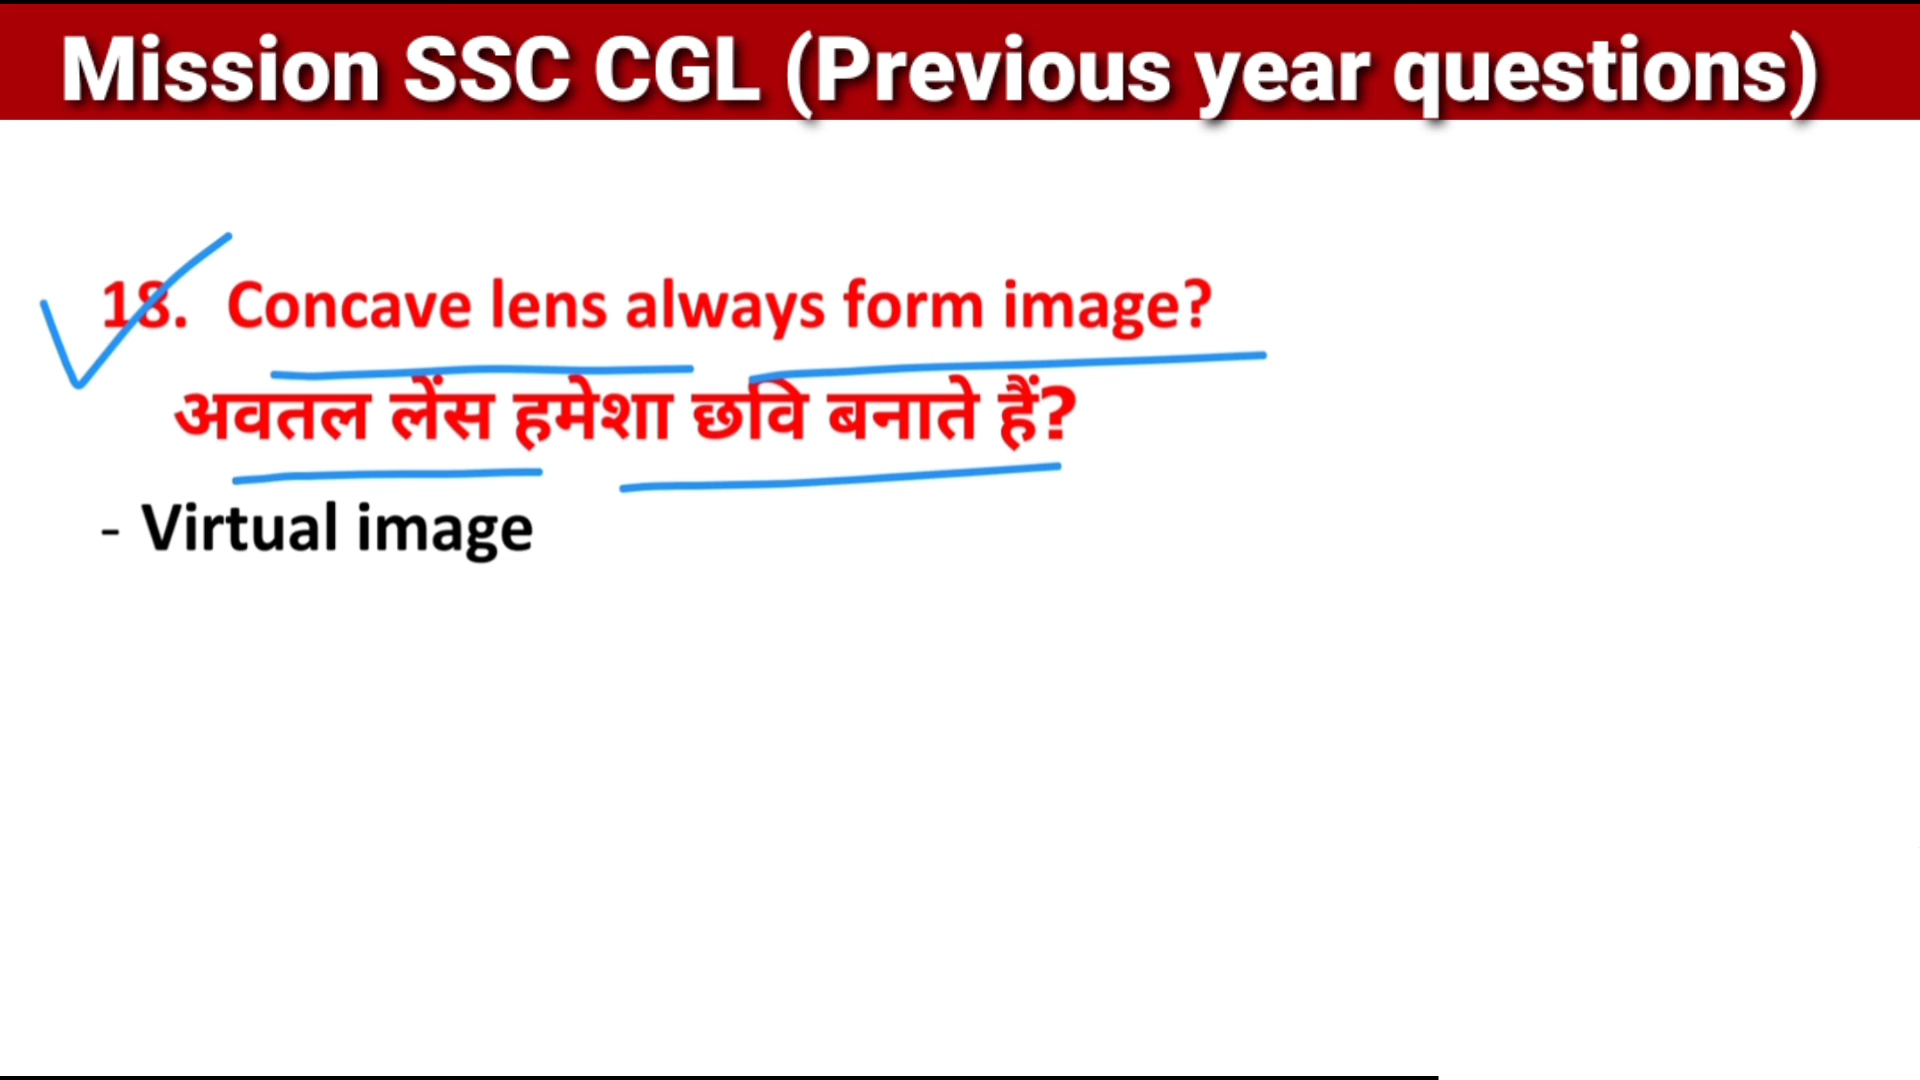 Mission SSC CGL (Previous year questions)
18. Concave lens always form image?
अवतल लेंस हमेशा छवि बनाते हैं?
- Virtual image